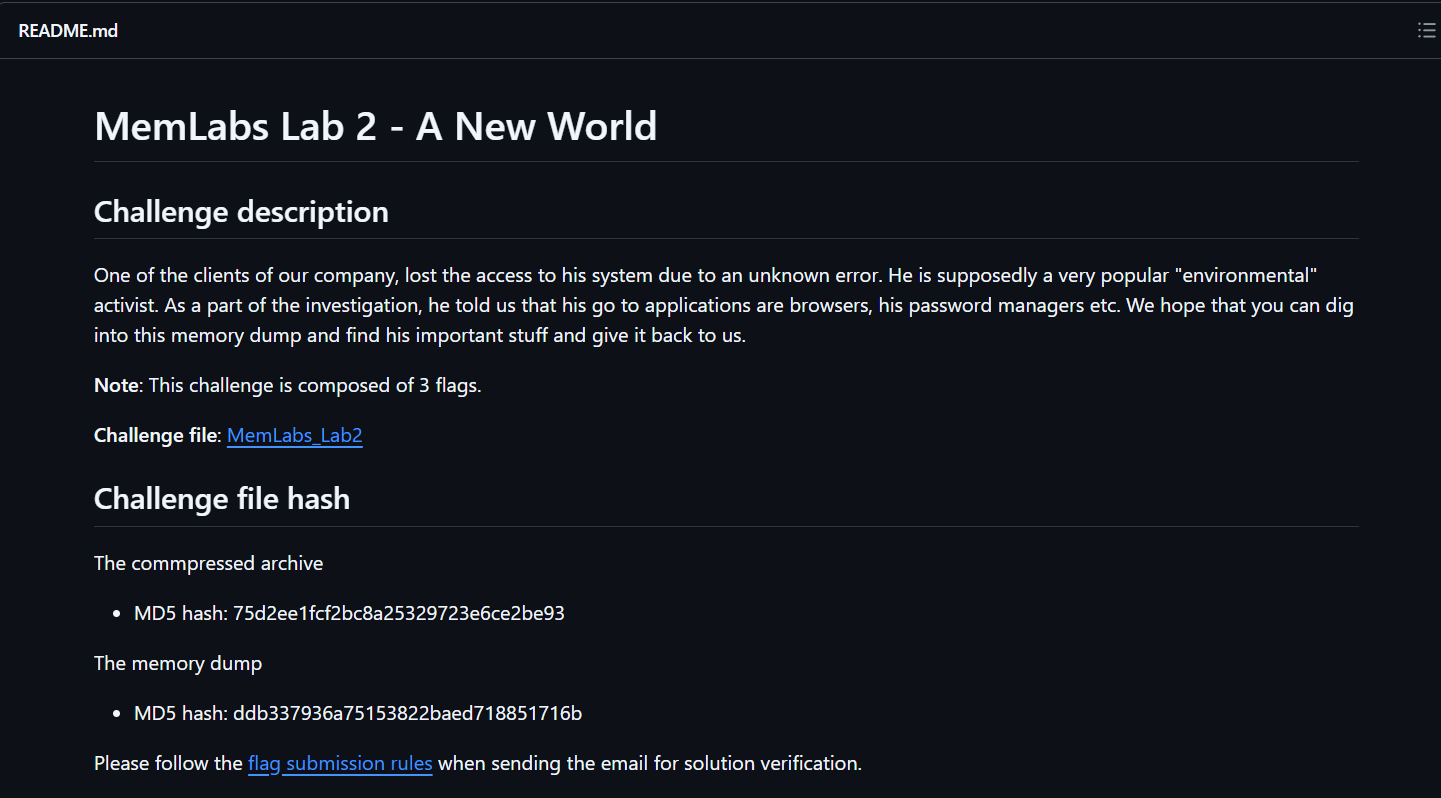 README.md
MemLabs Lab 2 - A New World
Challenge description
One of the clients of our company, lost the access to his system due to an unknown error. He is supposedly a very popular "environmental"
activist. As a part of the investigation, he told us that his go to applications are browsers, his password managers etc. We hope that you can dig
into this memory dump and find his important stuff and give it back to us.
Note: This challenge is composed of 3 flags.
Challenge file: MemLabs_Lab2
Challenge file hash
The commpressed archive
• MD5 hash: 75d2ee1fcf2bc8a25329723e6ce2be93
The memory dump
• MD5 hash: ddb337936a75153822baed718851716b
Please follow the flag submission rules when sending the email for solution verification.